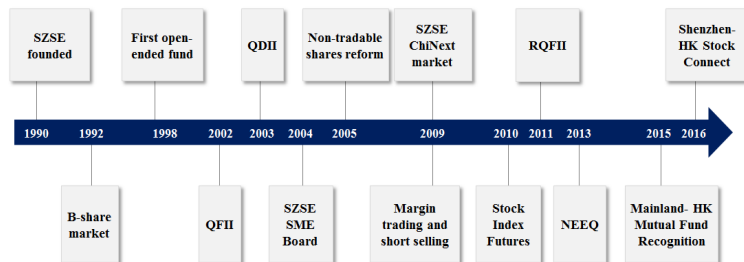 SZSE
founded
First open-
ended fund
QDII
Non-tradable
shares reform
SZSE
ChiNext
market
RQFII
Shenzhen-
HK Stock
Connect
1990 1992 1998 2002 2003 2004 2005 2009 2010 2011 2013 2015 2016
B-share
market
QFII
SZSE
SME
Board
Margin
trading and
short selling
Stock
Index
Futures
NEEQ
Mainland- HK
Mutual Fund
Recognition